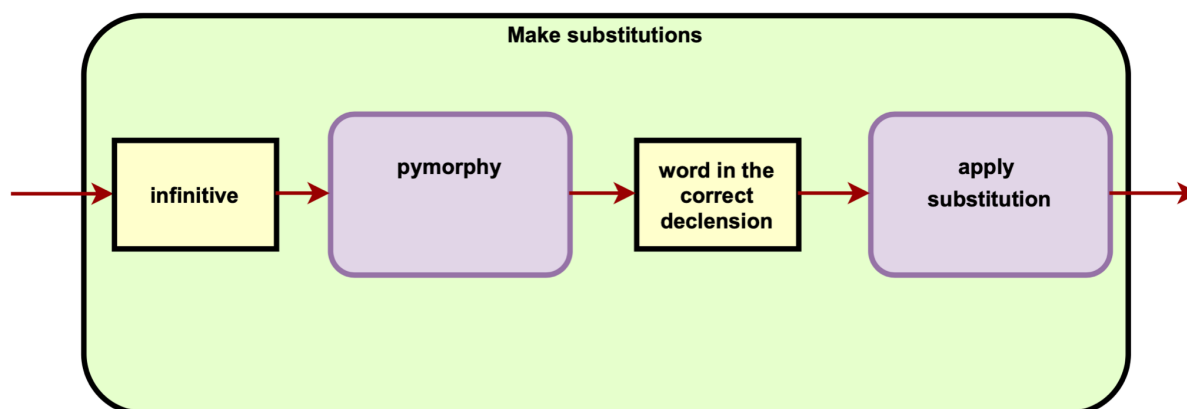 Make substitutions
infinitive
pymorphy
word in the
correct
declension
apply
substitution